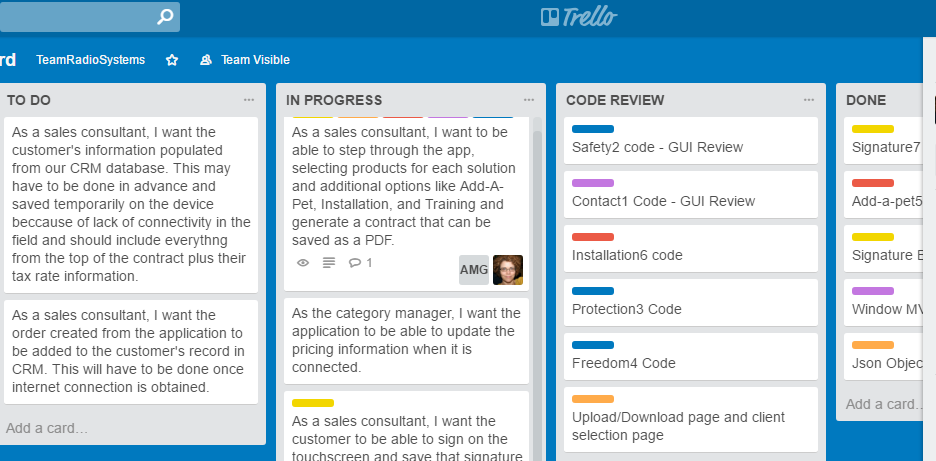 Trello
rd TeamRadioSystems Team Visible
TO DO
As a sales consultant, I want the
customer's information populated
from our CRM database. This may
have to be done in advance and
saved temporarily on the device
beccause of lack of connectivity in the
field and should include everythng
from the top of the contract plus their
tax rate information.
As a sales consultant, I want the
order created from the application to
be added to the customer's record in
CRM. This will have to be done once
internet connection is obtained.
Add a card…
IN PROGRESS
As a sales consultant, I want to be
able to step through the app,
selecting products for each solution
and additional options like Add-A-
Pet, Installation, and Training and
generate a contract that can be
saved as a PDF.
1
AMG
As the category manager, I want the
application to be able to update the
pricing information when it is
connected.
As a sales consultant, I want the
customer to be able to sign on the
touchscreen and save that signature
CODE REVIEW
Safety2 code - GUI Review
Contact1 Code - GUI Review
Installation6 code
Protection3 Code
Freedom4 Code
Upload/Download page and client
selection page
DONE
Signature7
Add-a-pet5
Signature E
Window MV
Json Objec
Add a card…